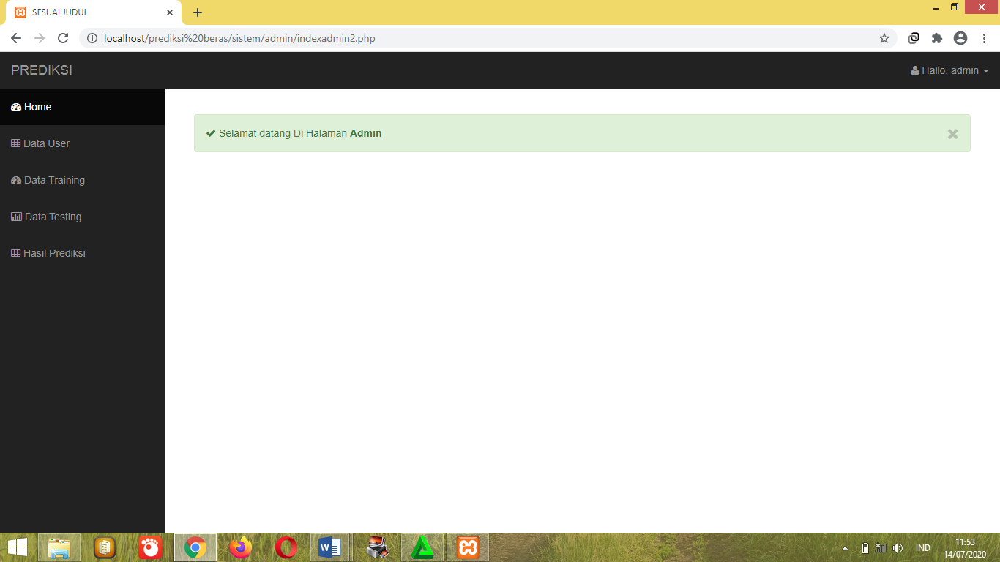 SESUAI JUDUL
localhost/prediksi%20beras/sistem/admin/indexadmin2.php
PREDIKSI
Hallo, admin
Home
Data User
Data Training
Data Testing
Hasil Prediksi
Selamat datang Di Halaman Admin
IND
11:53
14/07/2020